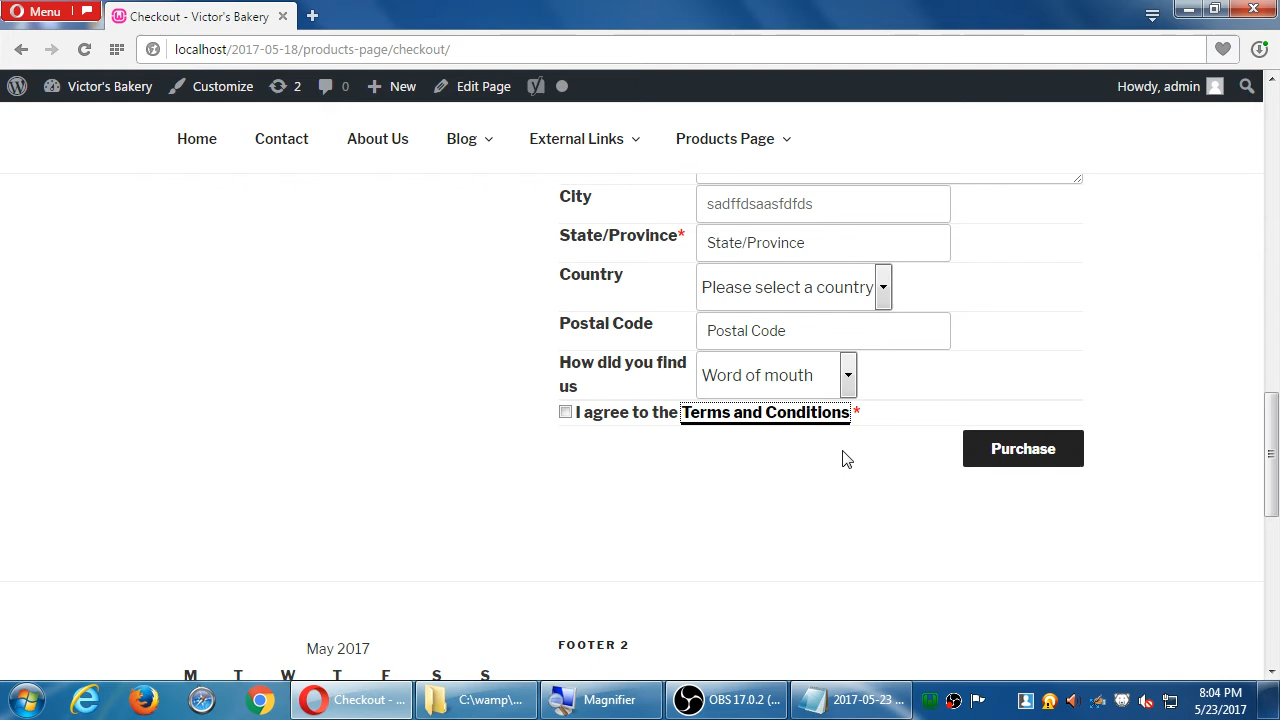 Menu
Checkout - Victor's Bakery
localhost/2017-05-18/products-page/checkout/
Victor's Bakery Customize 2 0 New Edit Page Howdy, admin
Home Contact About Us Blog External Links Products Page
City sadffdsaasfdfds
State/Province* State/Province
Country Please select a country
Postal Code Postal Code
How did you find us Word of mouth
I agree to the Terms and Conditions *
Purchase
May 2017 FOOTER 2
M T W T F S S
Checkout - ... C:\wamp\... Magnifier OBS 17.0.2 (... 2017-05-23 ... 8:04 PM
5/23/2017